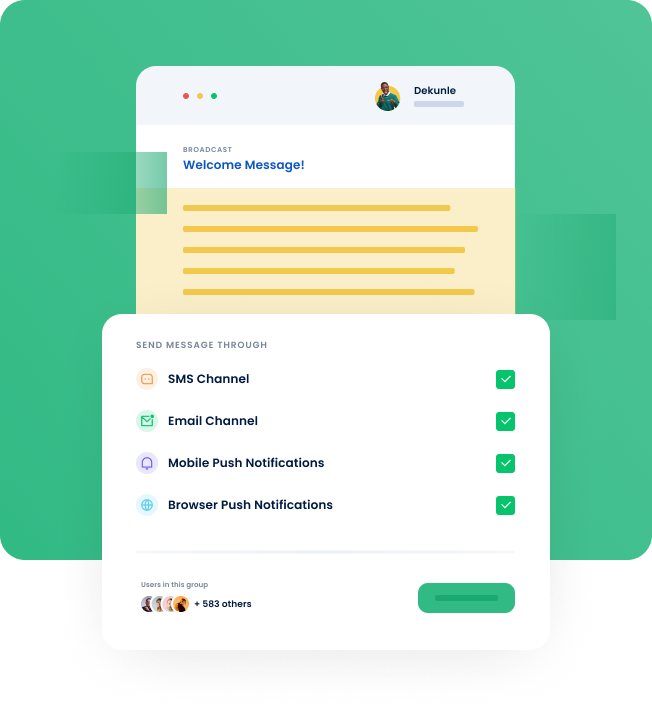 Dekunle
BROADCAST
Welcome Message!
SEND MESSAGE THROUGH
SMS Channel
Email Channel
Mobile Push Notifications
Browser Push Notifications
Users in this group
+ 583 others